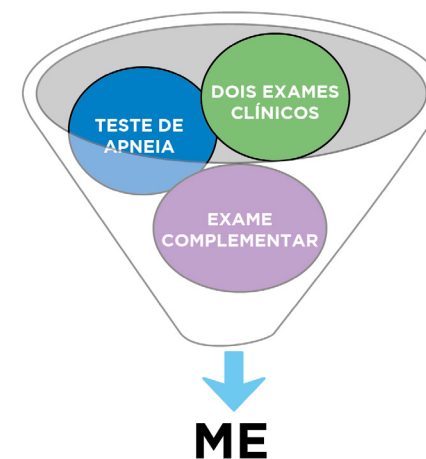 DOIS EXAMES
CLÍNICOS
TESTE DE
APNEIA
EXAME
COMPLEMENTAR
ME